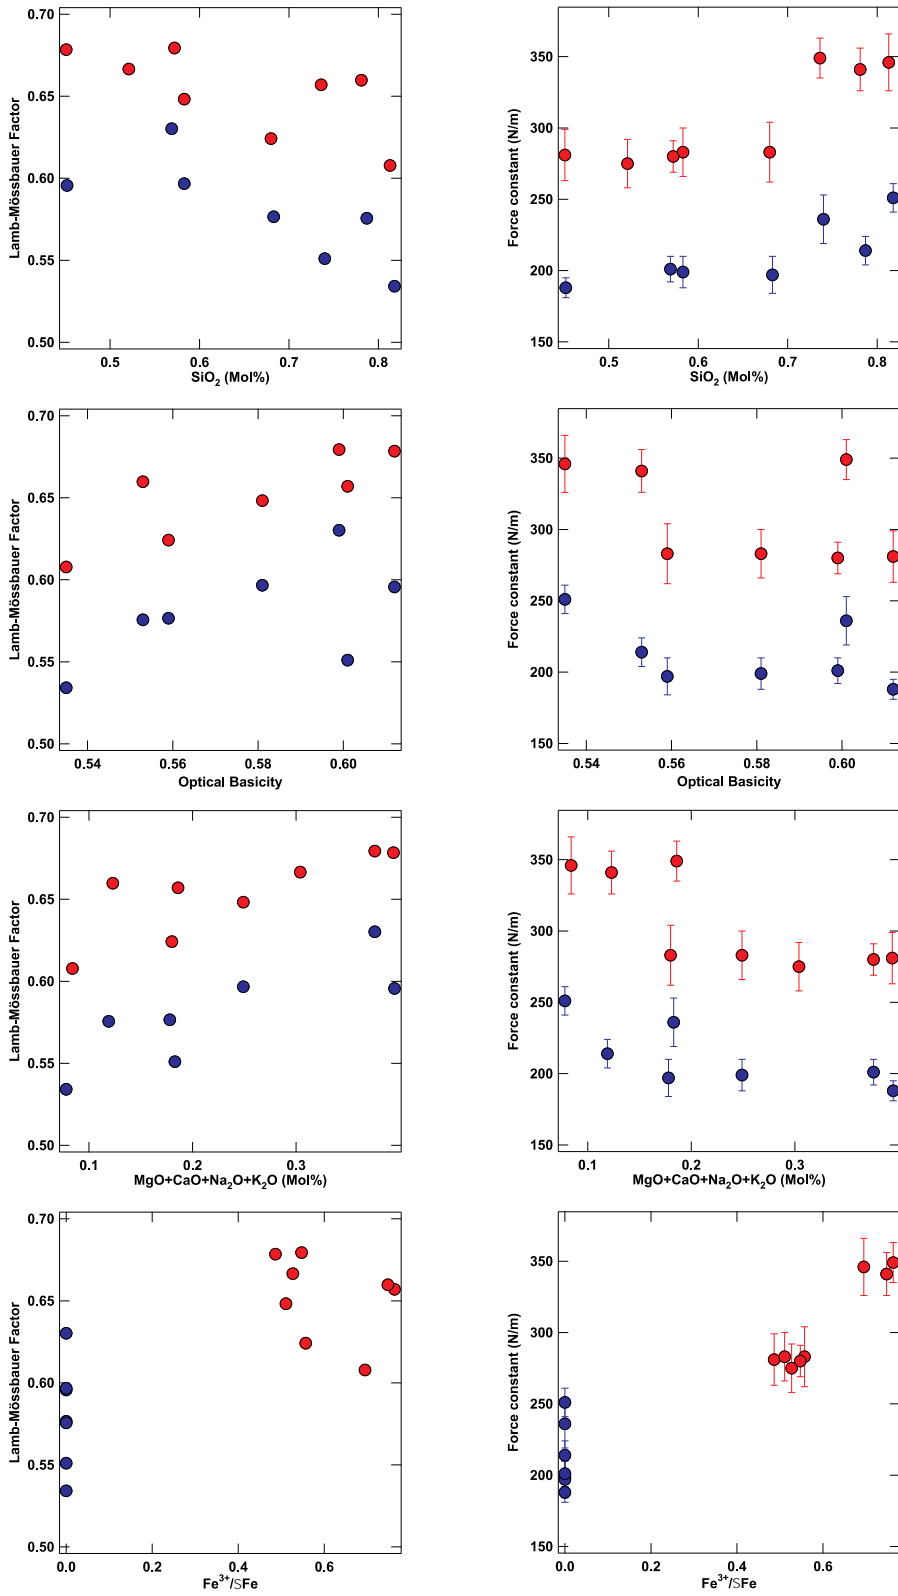 0.70
0.65
0.60
0.55
0.50
Lamb-Mössbauer Factor
0.5 0.6 0.7 0.8
SiO2 (Mol%)
350
300
250
200
150
Force constant (N/m)
0.5 0.6 0.7 0.8
SiO2 (Mol%)
0.70
0.65
0.60
0.55
0.50
Lamb-Mössbauer Factor
0.54 0.56 0.58 0.60
Optical Basicity
350
300
250
200
150
Force constant (N/m)
0.54 0.56 0.58 0.60
Optical Basicity
0.70
0.65
0.60
0.55
0.50
Lamb-Mössbauer Factor
0.1 0.2 0.3
MgO+CaO+Na2O+K2O (Mol%)
350
300
250
200
150
Force constant (N/m)
0.1 0.2 0.3
MgO+CaO+Na2O+K2O (Mol%)
0.70
0.65
0.60
0.55
0.50
Lamb-Mössbauer Factor
0.0 0.2 0.4 0.6
Fe3+/SFe
350
300
250
200
150
Force constant (N/m)
0.0 0.2 0.4 0.6
Fe3+/SFe